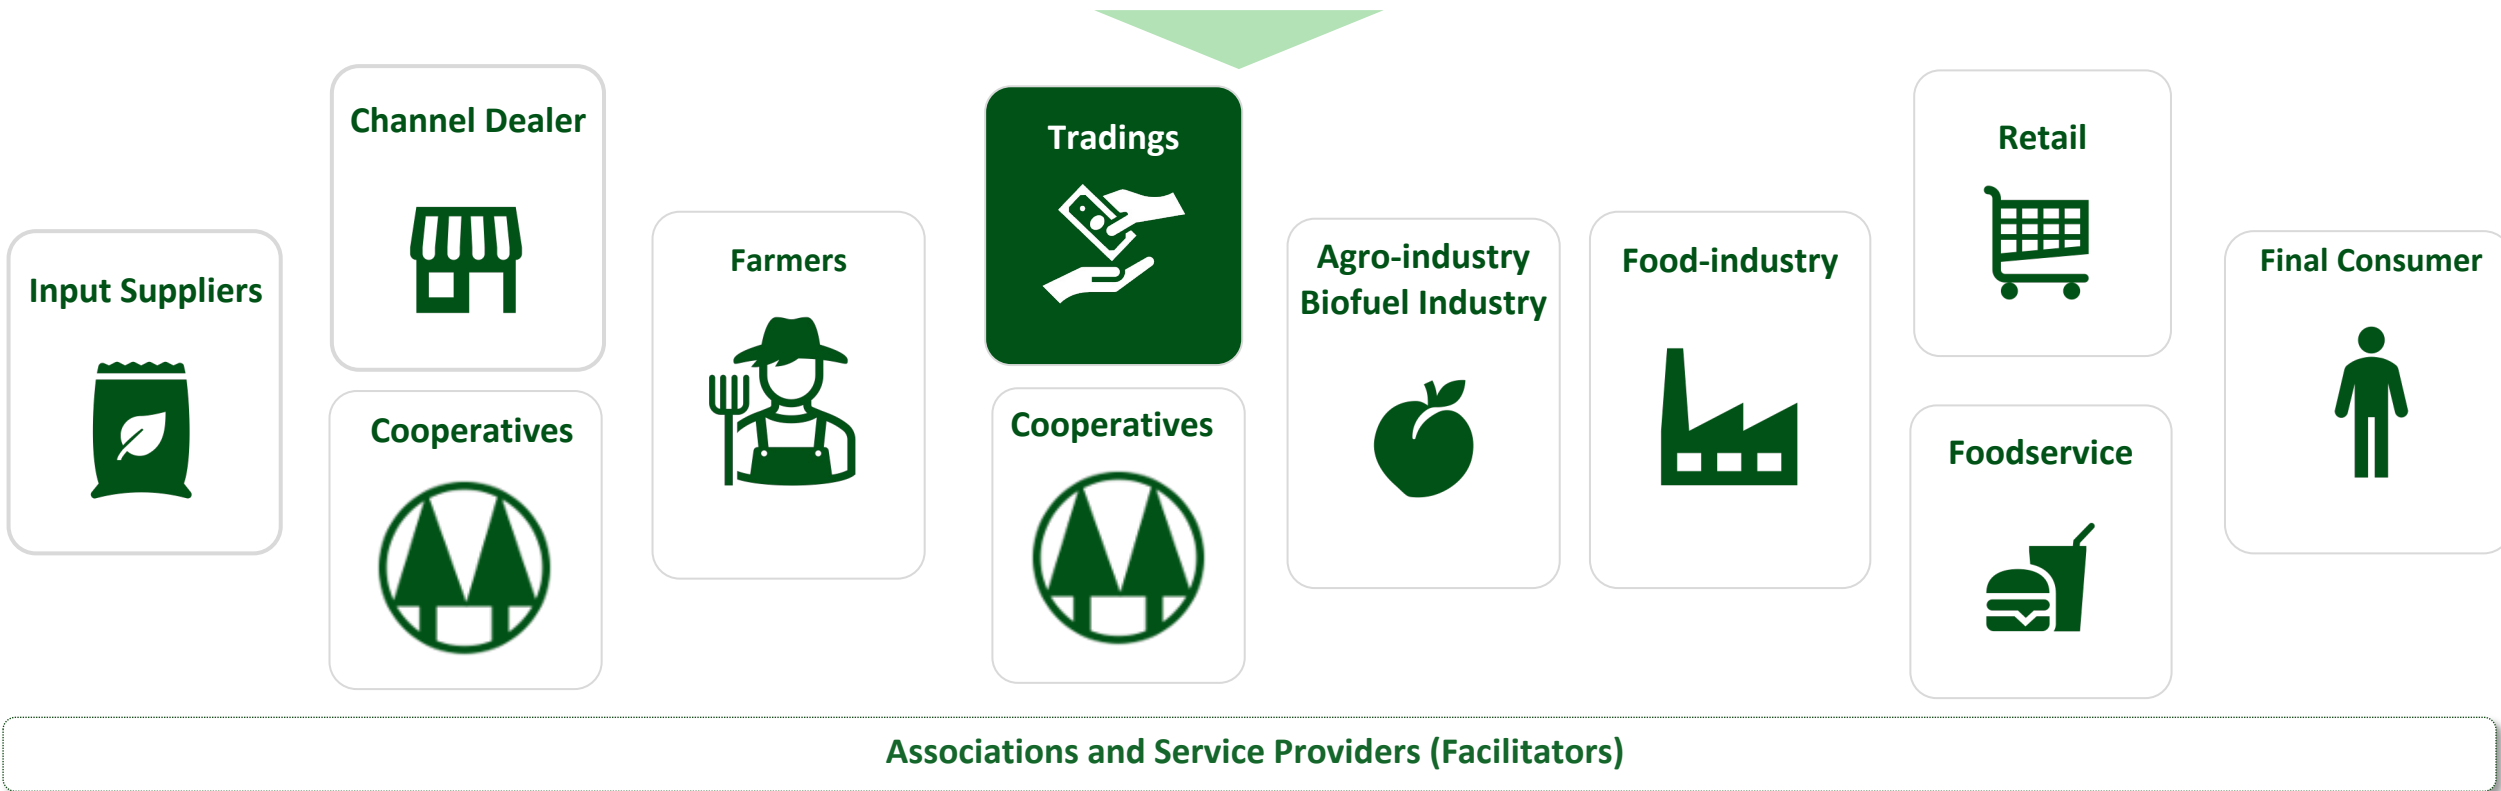 Input Suppliers
Channel Dealer
Cooperatives
Farmers
Tradings
Cooperatives
Agro-industry
Biofuel Industry
Food-industry
Retail
Foodservice
Final Consumer
Associations and Service Providers (Facilitators)